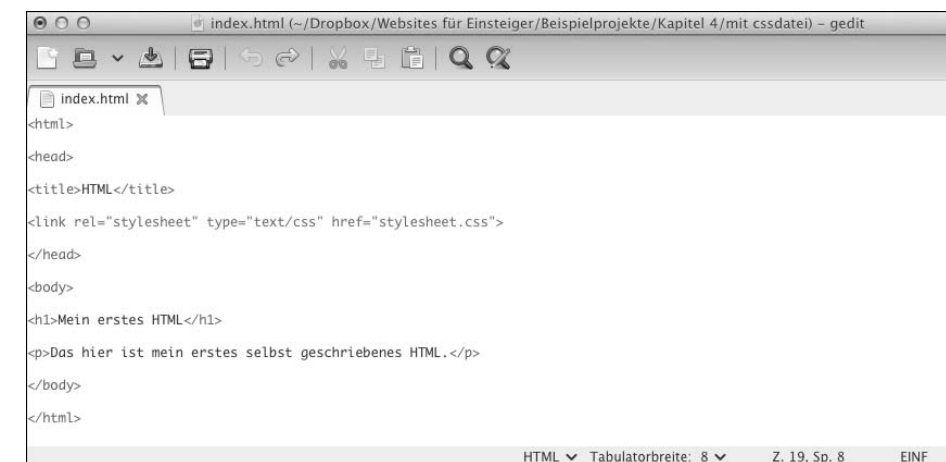 index.html (~/Dropbox/Websites für Einsteiger/Beispielprojekte/Kapitel 4/mit cssdatei) – gedit
index.html
<html>
<head>
<title>HTML</title>
<link rel="stylesheet" type="text/css" href="stylesheet.css">
</head>
<body>
<h1>Mein erstes HTML</h1>
<p>Das hier ist mein erstes selbst geschriebenes HTML.</p>
</body>
</html>
HTML Tabulatorbreite: 8 Z. 19, Sp. 8 EINF